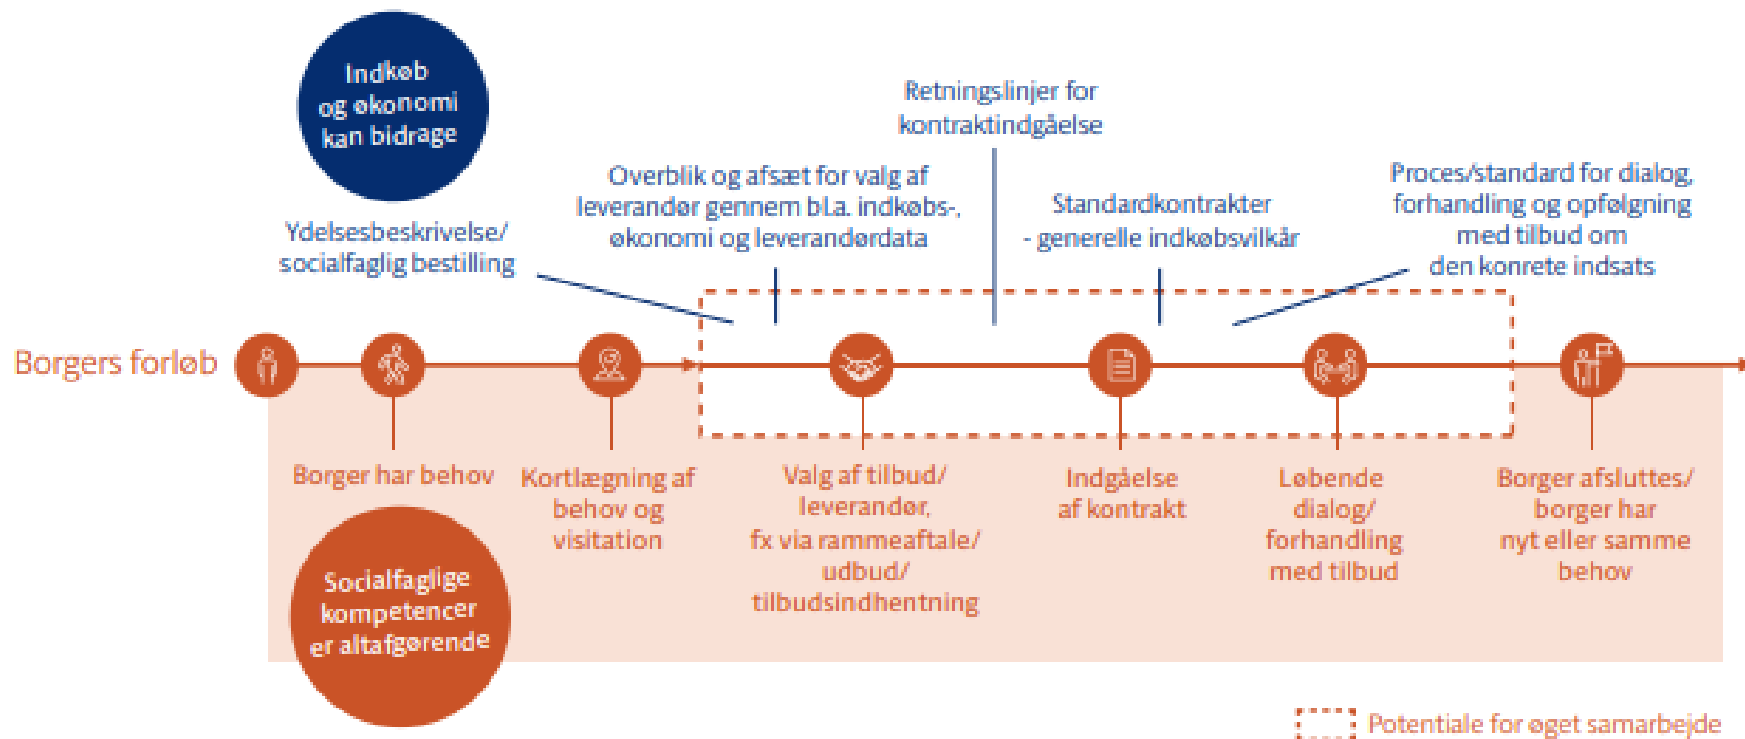 Indkøb
og økonomi
kan bidrage
Ydelsesbeskrivelse/
socialfaglig bestilling
Overblik og afsæt for valg af
leverandør gennem bl.a. indkøbs-,
økonomi og leverandørdata
Retningslinjer for
kontraktindgåelse
Standardkontrakter
- generelle indkøbsvilkår
Proces/standard for dialog,
forhandling og opfølgning
med tilbud om
den konkrete indsats
Borgers forløb
Borger har behov
Kortlægning af
behov og
visitation
Valg af tilbud/
leverandør,
fx via rammeaftale/
udbud/
tilbudsindhentning
Indgåelse
af kontrakt
Løbende
dialog/
forhandling
med tilbud
Borger afsluttes/
borger har
nyt eller samme
behov
Socialfaglige
kompetencer
er altafgørende
Potentiale for øget samarbejde